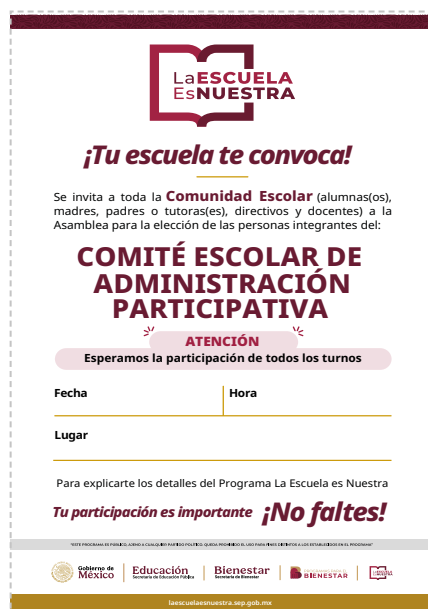 La ESCUELA
Es NUESTRA
¡Tu escuela te convoca!
Se invita a toda la Comunidad Escolar (alumnas(os),
madres, padres o tutoras(es), directivos y docentes) a la
Asamblea para la elección de las personas integrantes del:
COMITÉ ESCOLAR DE
ADMINISTRACIÓN
PARTICIPATIVA
ATENCIÓN
Esperamos la participación de todos los turnos
Fecha
Hora
Lugar
Para explicarte los detalles del Programa La Escuela es Nuestra
Tu participación es importante ¡No faltes!
"ESTE PROGRAMA ES PÚBLICO, AJENO A CUALQUIER PARTIDO POLÍTICO. QUEDA PROHIBIDO EL USO PARA FINES DISTINTOS A LOS ESTABLECIDOS EN EL PROGRAMA"
Gobierno de
México
Educación
Secretaría de Educación Pública
Bienestar
Secretaría de Bienestar
BIENESTAR
laescuelaesnuestra.sep.gob.mx